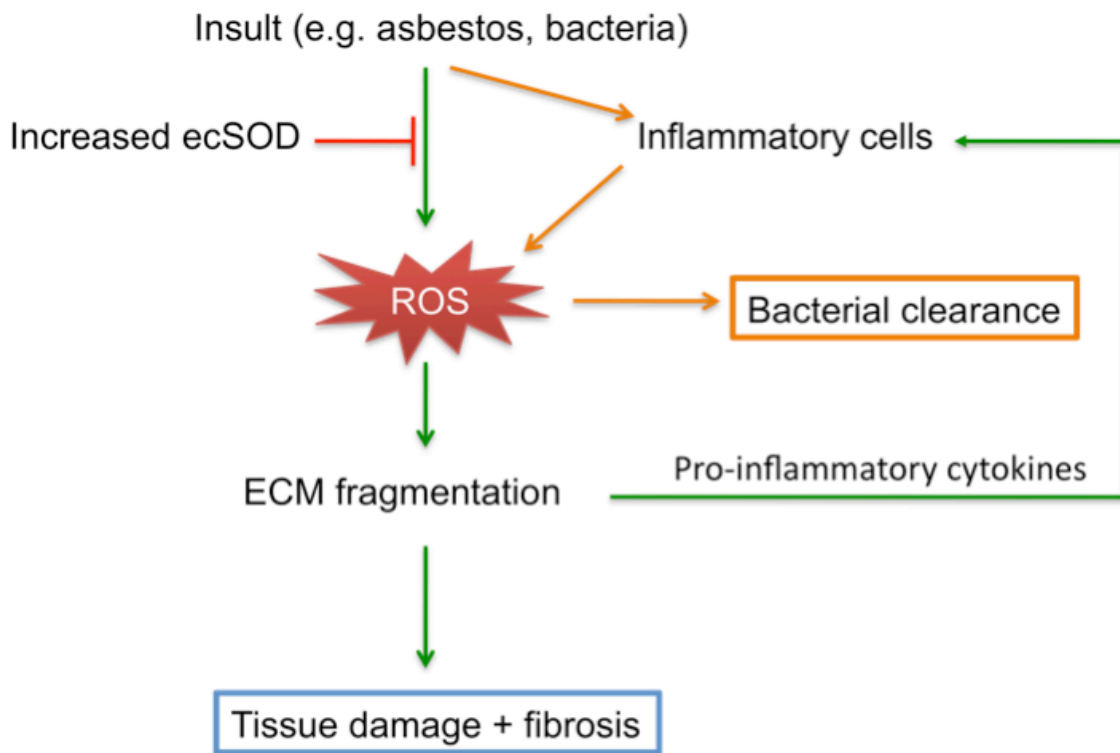 Insult (e.g. asbestos, bacteria)
Increased ecSOD
Inflammatory cells
ROS
Bacterial clearance
Pro-inflammatory cytokines
ECM fragmentation
Tissue damage + fibrosis